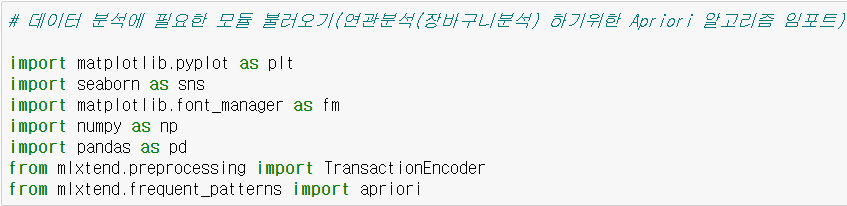 # 데이터 분석에 필요한 모듈 불러오기(연관분석(장바구니분석) 하기위한 Apriori 알고리즘 임포트)
import matplotlib.pyplot as plt
import seaborn as sns
import matplotlib.font_manager as fm
import numpy as np
import pandas as pd
from mlxtend.preprocessing import TransactionEncoder
from mlxtend.frequent_patterns import apriori